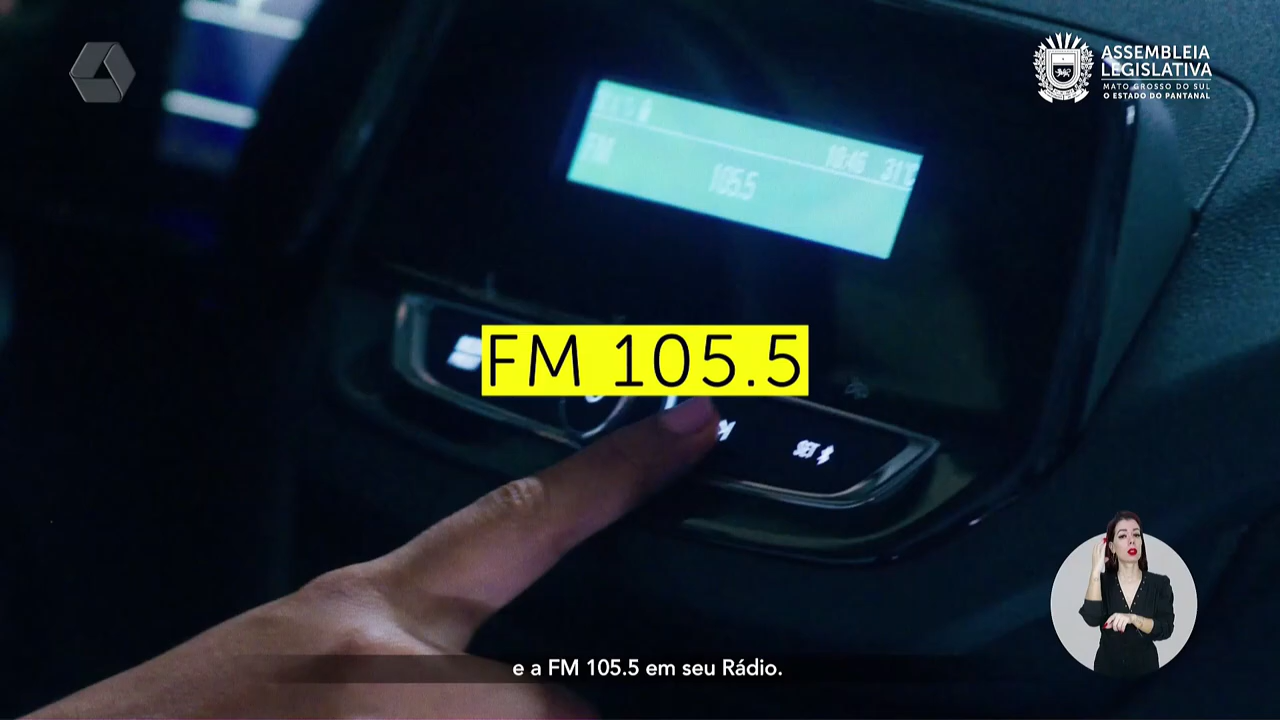 ASSEMBLEIA
LEGISLATIVA
MATO GROSSO DO SUL
O ESTADO DO PANTANAL
10:46 31°C
FM
105.5
FM 105.5
e a FM 105.5 em seu Rádio.